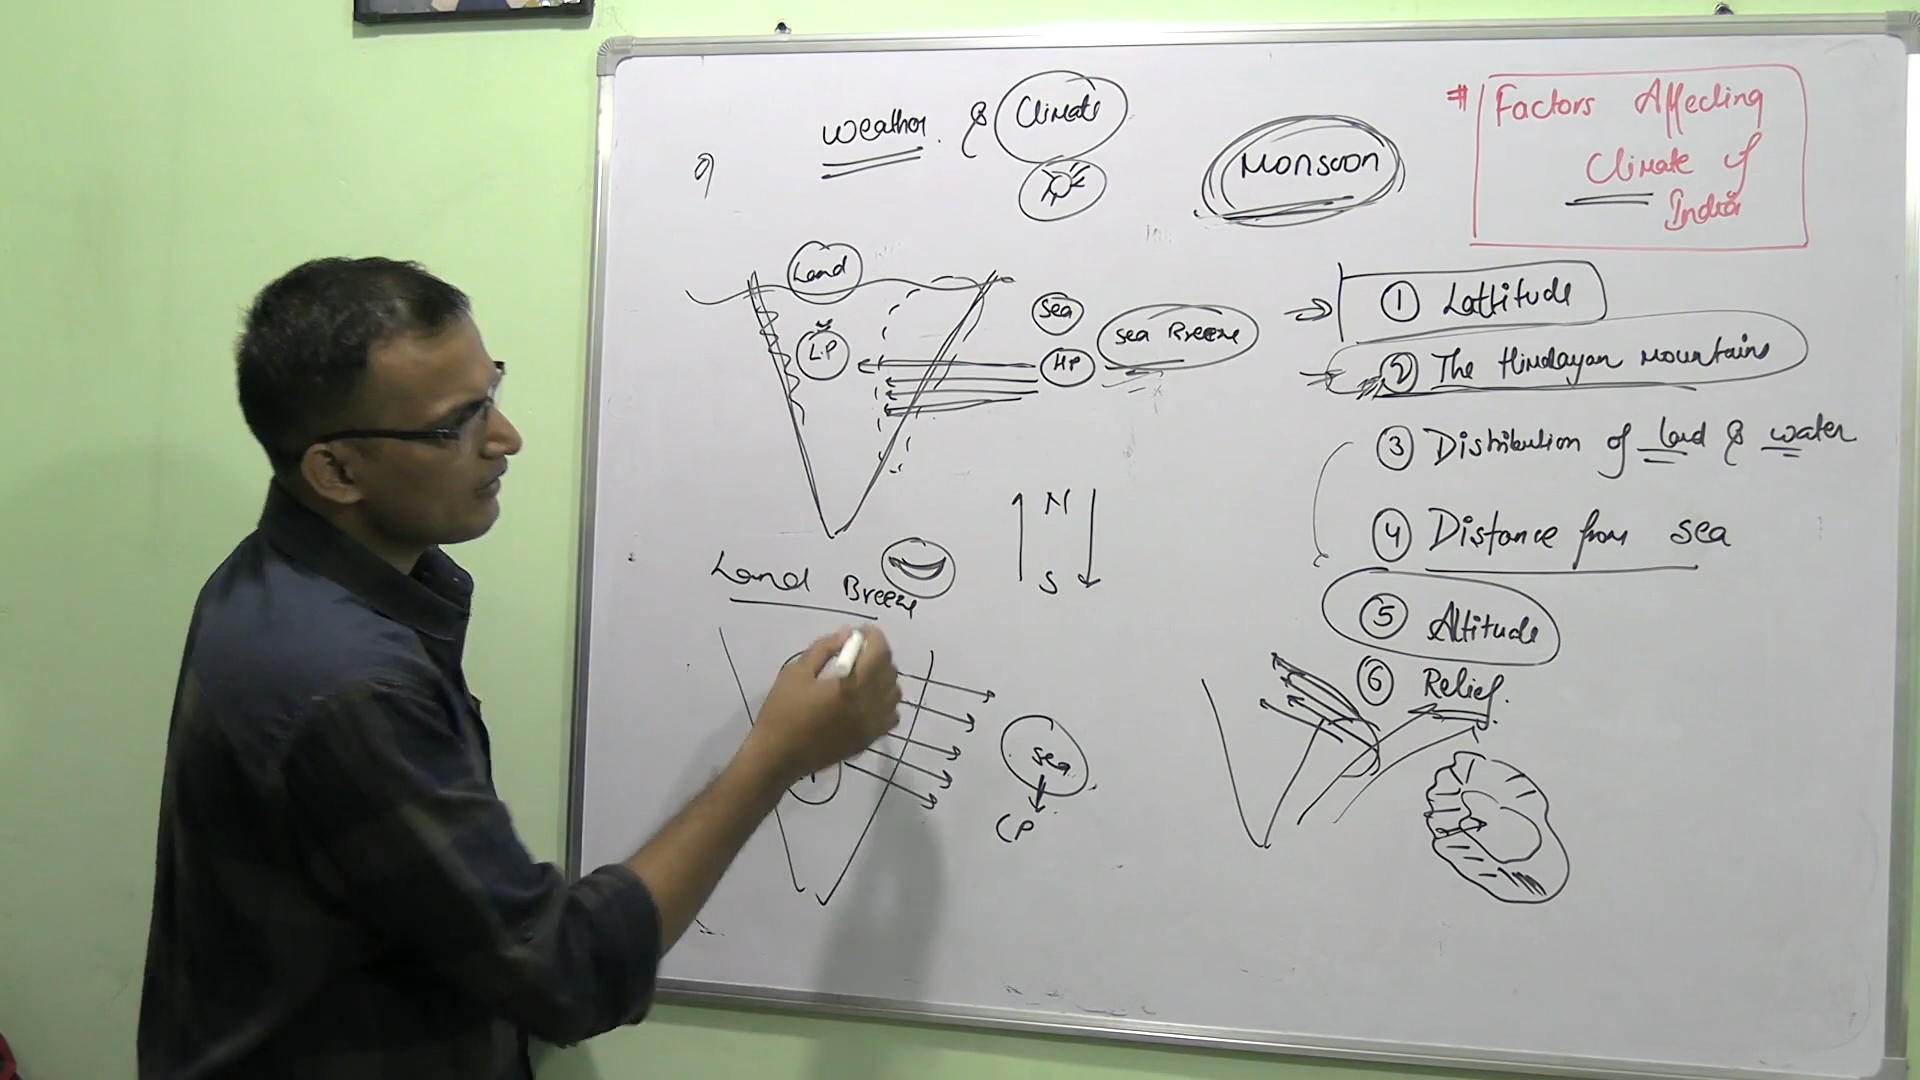 Weather & Climate
Monsoon
# Factors Affecting
Climate of
India
Land
Sea
L.P
HP
Sea Breeze
① Lattitude
② The Himalayan Mountains
③ Distribution of land & water
④ Distance from sea
⑤ Altitude
⑥ Relief.
N
S
Land Breeze
Sea